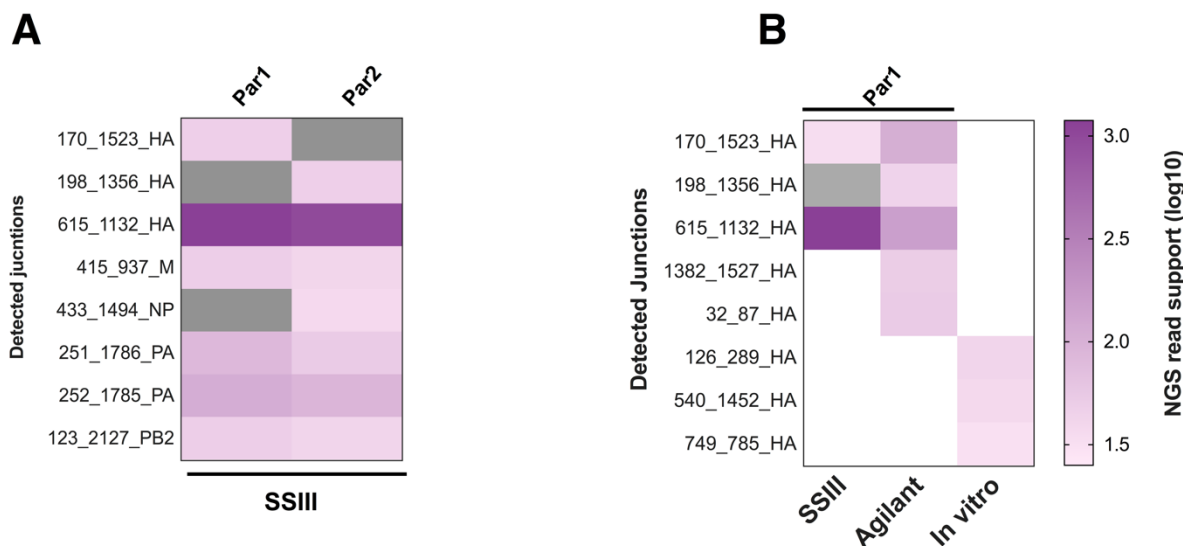 A
Par1
Par2
Detected jucntions
170_1523_HA
198_1356_HA
615_1132_HA
415_937_M
433_1494_NP
251_1786_PA
252_1785_PA
123_2127_PB2
SSIII
B
Par1
Detected Junctions
170_1523_HA
198_1356_HA
615_1132_HA
1382_1527_HA
32_87_HA
126_289_HA
540_1452_HA
749_785_HA
SSIII
Agilant
In vitro
3.0
2.5
2.0
1.5
NGS read support (log10)